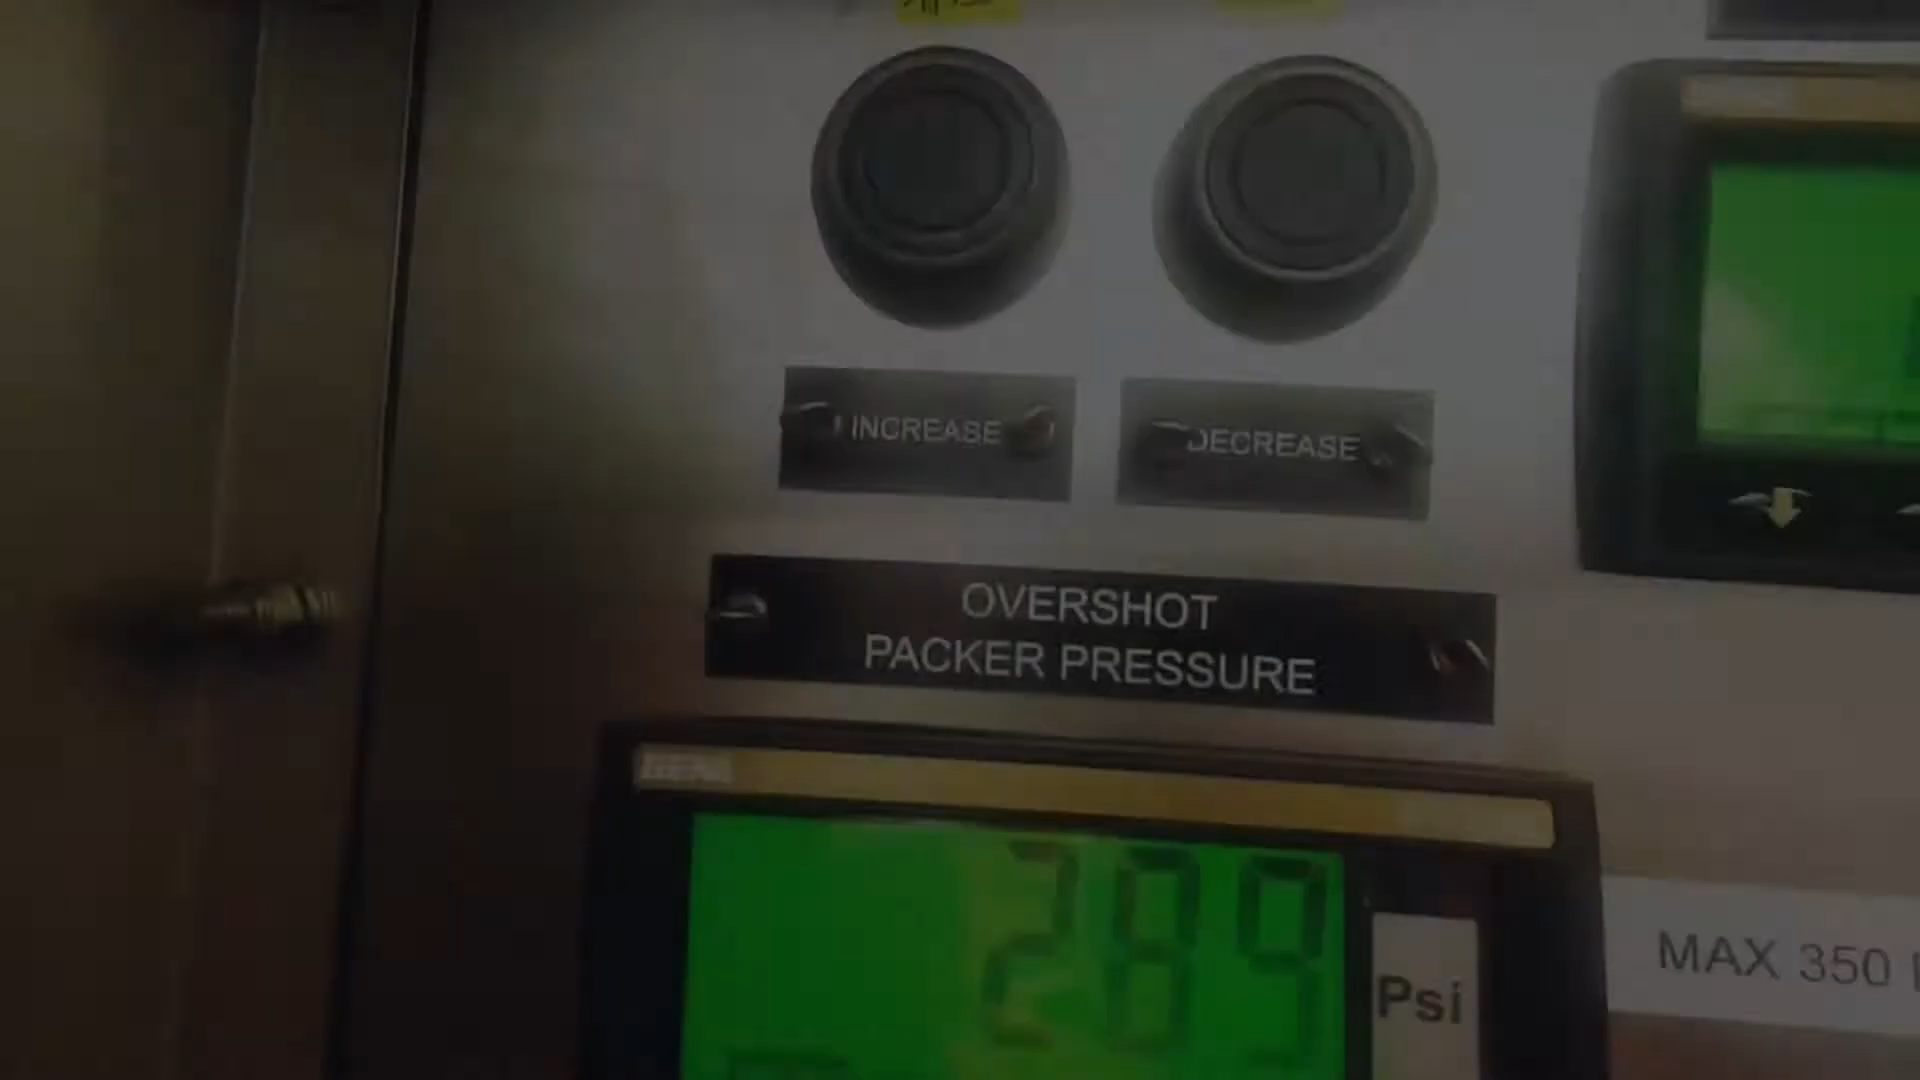 INCREASE
DECREASE
OVERSHOT
PACKER PRESSURE
289
Psi
MAX 350